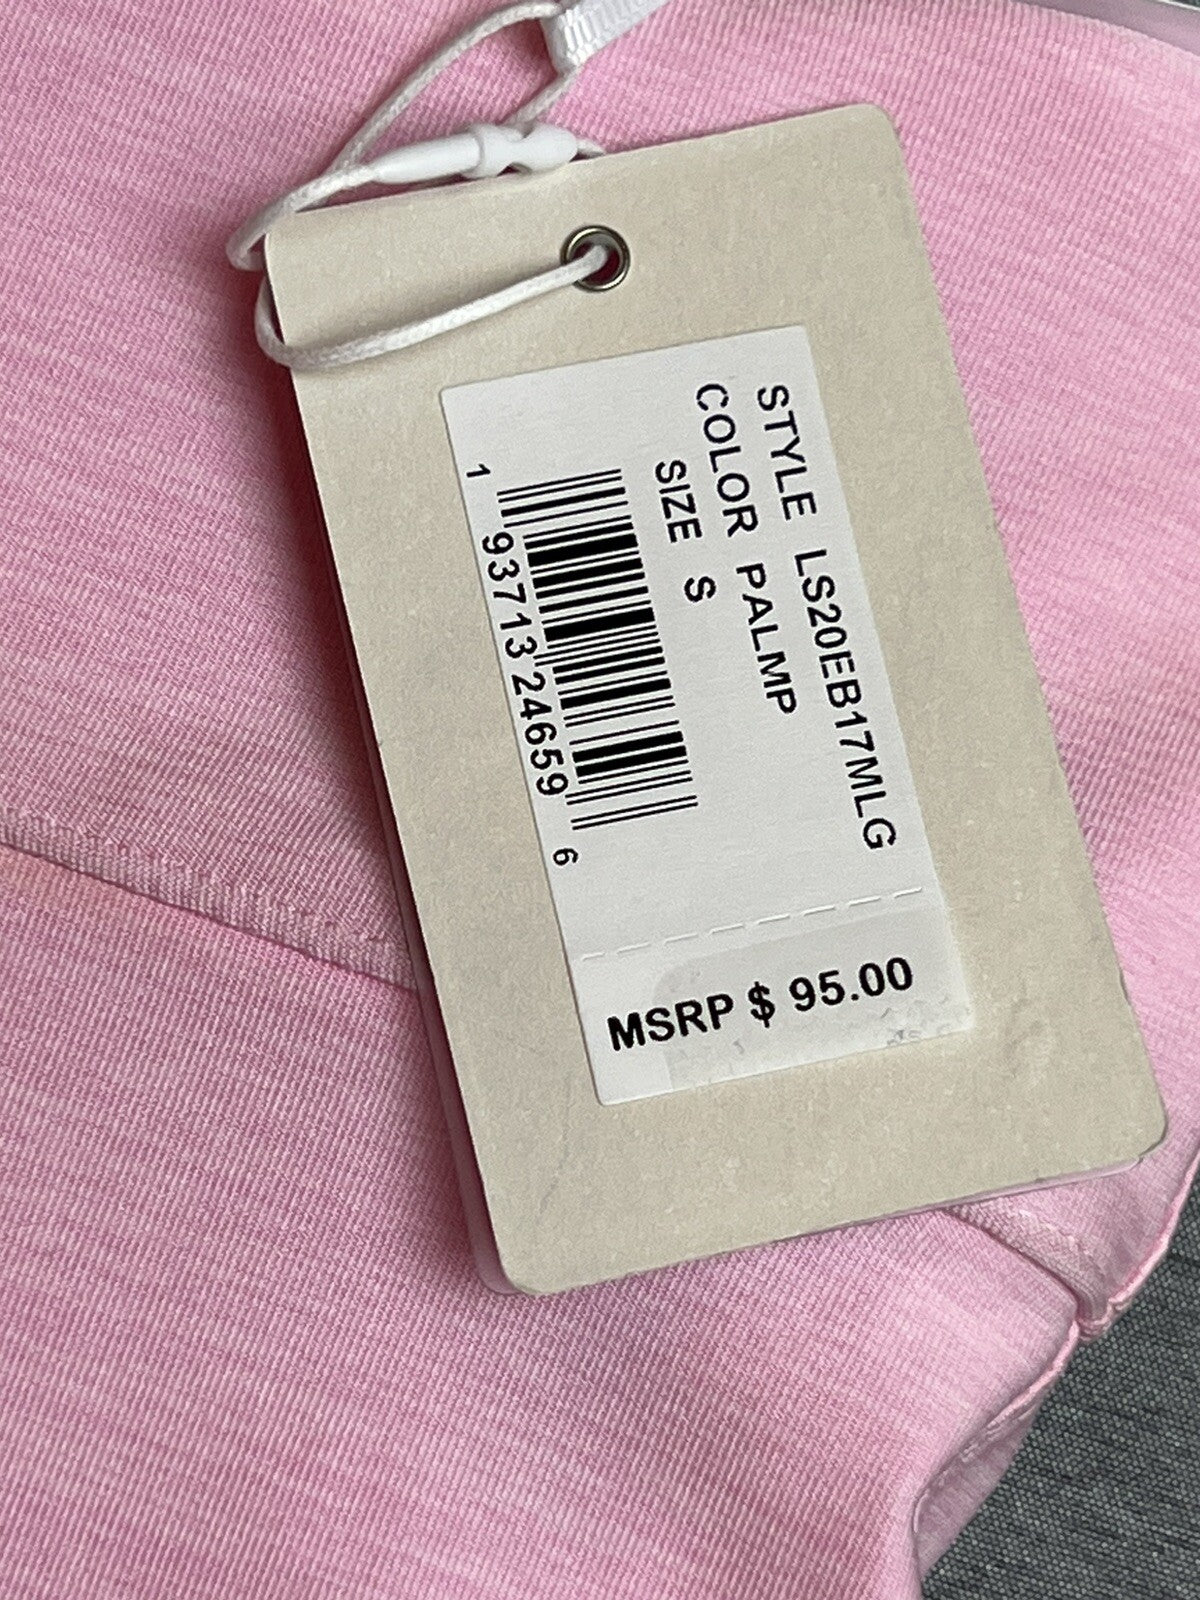 STYLE LS20EB17MLG
COLOR PALMP
SIZE S
1 93713 24659 6
MSRP $ 95.00